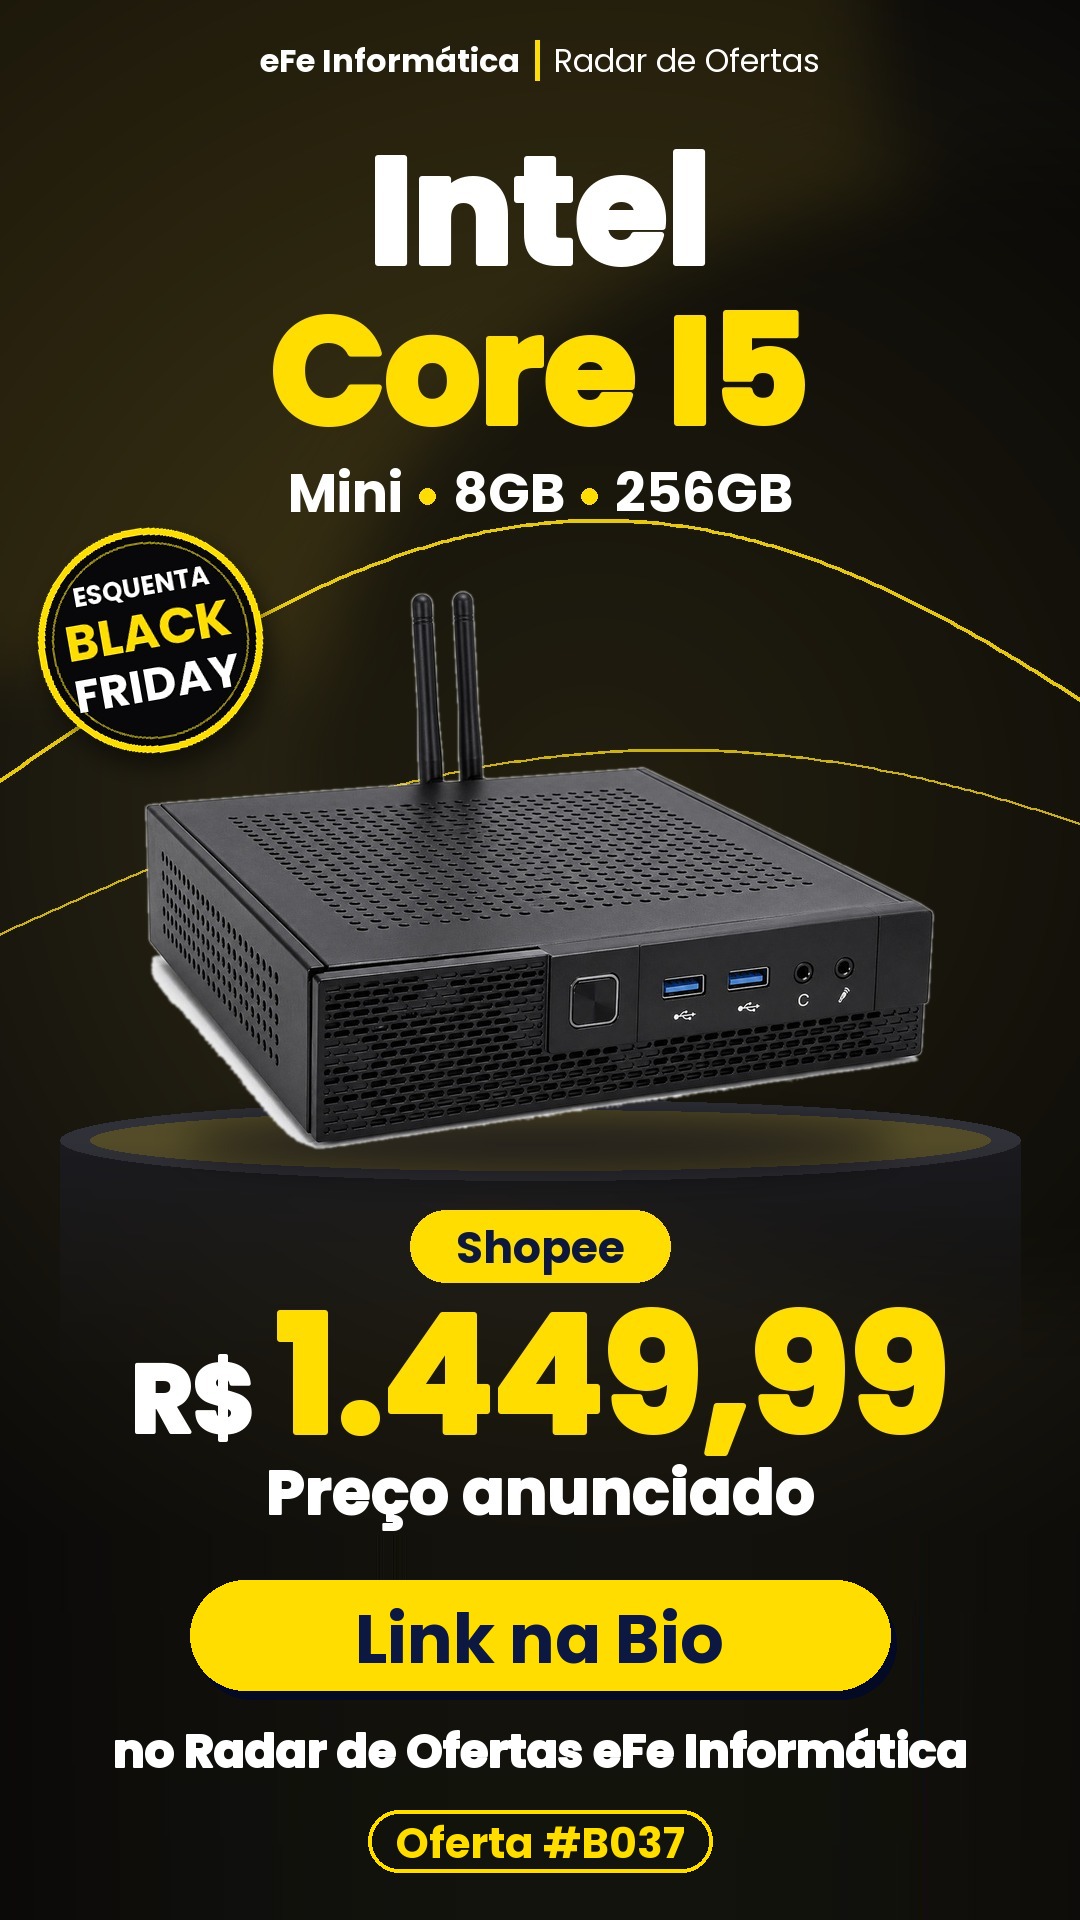 eFe Informática | Radar de Ofertas
Intel
Core I5
Mini • 8GB • 256GB
ESQUENTA
BLACK
FRIDAY
C
Shopee
R$ 1.449,99
Preço anunciado
Link na Bio
no Radar de Ofertas eFe Informática
Oferta #B037